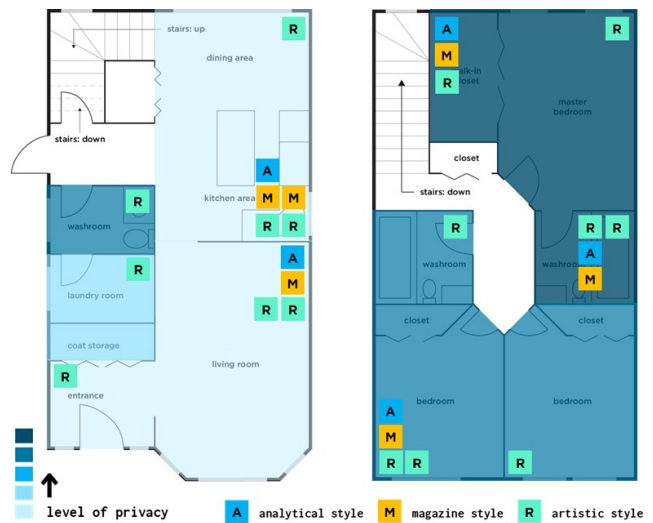 stairs: up
R
dining area
stairs: down
A
M M
kitchen area
R R
R
washroom
A
M
R
laundry room
R R
coat storage
R
living room
entrance
level of privacy
A
M
R
closet
R
master
bedroom
closet
stairs: down
R
washroom
R R
A
M
closet
closet
A
bedroom
bedroom
M
R R
R
A analytical style
M magazine style
R artistic style